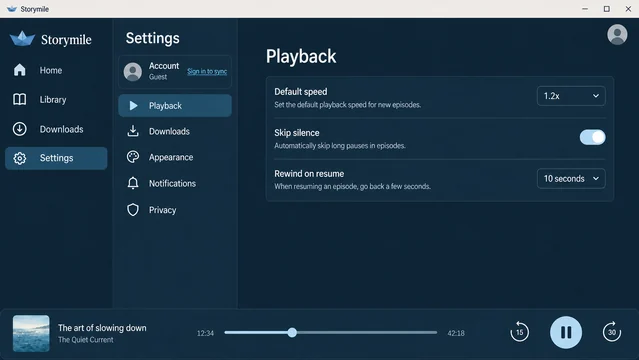 Storymile
Storymile
Home
Library
Downloads
Settings
Settings
Account
Guest
Sign in to sync
Playback
Downloads
Appearance
Notifications
Privacy
Playback
Default speed
Set the default playback speed for new episodes.
1.2x
Skip silence
Automatically skip long pauses in episodes.
Rewind on resume
When resuming an episode, go back a few seconds.
10 seconds
The art of slowing down
The Quiet Current
12:34
42:18
15
30